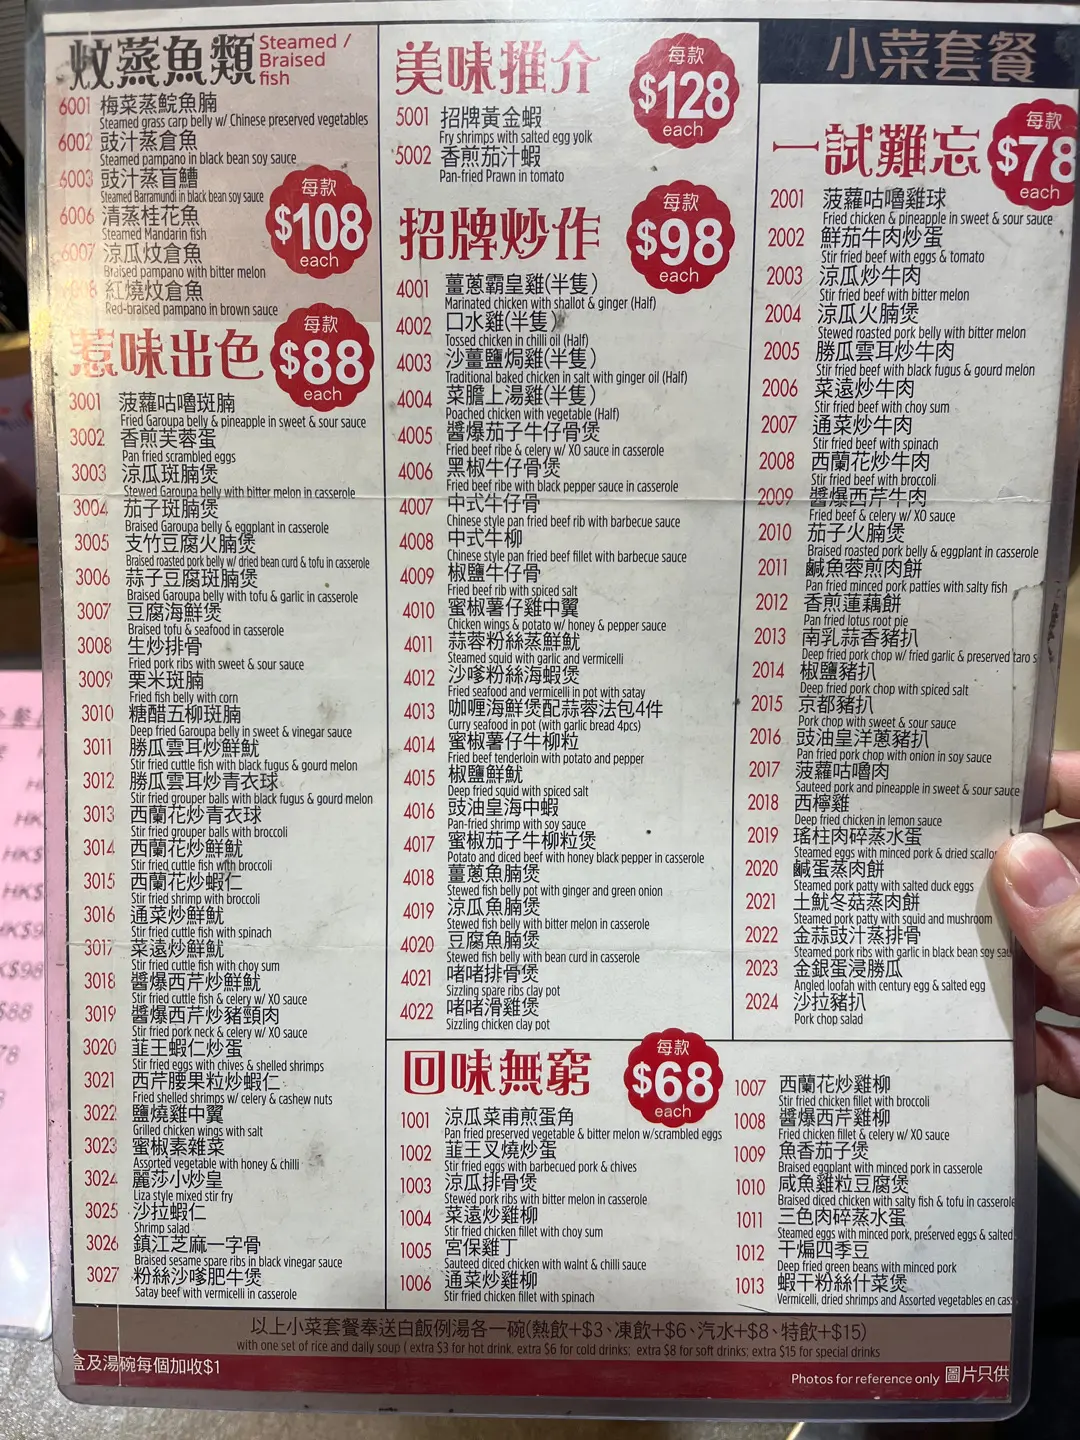 炆蒸魚類 Steamed / Braised fish
6001 梅菜蒸鯇魚腩
Steamed grass carp belly w/ Chinese preserved vegetables
6002 豉汁蒸倉魚
Steamed pampano in black bean soy sauce
6003 豉汁蒸盲鰽
Steamed Barramundi in black bean soy sauce
6006 清蒸桂花魚
Steamed Mandarin fish
6007 涼瓜炆倉魚
Braised pampano with bitter melon
紅燒炆倉魚
Red-braised pampano in brown sauce
每款
$108
each
惹味出色
每款
$88
each
3001 菠蘿咕嚕斑腩
Fried Garoupa belly & pineapple in sweet & sour sauce
3002 香煎芙蓉蛋
Pan fried scrambled eggs
3003 涼瓜斑腩煲
Stewed Garoupa belly with bitter melon in casserole
3004 茄子斑腩煲
Braised Garoupa belly & eggplant in casserole
3005 支竹豆腐火腩煲
Braised roasted pork belly w/ dried bean curd & tofu in casserole
3006 蒜子豆腐斑腩煲
Braised Garoupa belly with tofu & garlic in casserole
3007 豆腐海鮮煲
Braised tofu & seafood in casserole
3008 生炒排骨
Fried pork ribs with sweet & sour sauce
3009 粟米斑腩
Fried fish belly with corn
3010 糖醋五柳斑腩
Deep fried Garoupa belly in sweet & vinegar sauce
3011 勝瓜雲耳炒鮮魷
Stir fried cuttle fish with black fugus & gourd melon
3012 勝瓜雲耳炒青衣球
Stir fried grouper balls with black fugus & gourd melon
3013 西蘭花炒青衣球
Stir fried grouper balls with broccoli
3014 西蘭花炒鮮魷
Stir fried cuttle fish with broccoli
3015 西蘭花炒蝦仁
Stir fried shrimp with broccoli
3016 通菜炒鮮魷
Stir fried cuttle fish with spinach
3017 菜遠炒鮮魷
Stir fried cuttle fish with choy sum
3018 醬爆西芹炒鮮魷
Stir fried cuttle fish & celery w/ XO sauce
3019 醬爆西芹炒豬頸肉
Stir fried pork neck & celery w/ XO sauce
3020 韮王蝦仁炒蛋
Stir fried eggs with chives & shelled shrimps
3021 西芹腰果粒炒蝦仁
Fried shelled shrimps w/ celery & cashew nuts
3022 鹽燒雞中翼
Grilled chicken wings with salt
3023 蜜椒素雜菜
Assorted vegetable with honey & chilli
3024 麗莎小炒皇
Liza style mixed stir fry
3025 沙拉蝦仁
Shrimp salad
3026 鎮江芝麻一字骨
Braised sesame spare ribs in black vinegar sauce
3027 粉絲沙嗲肥牛煲
Satay beef with vermicelli in casserole
美味推介
每款
$128
each
5001 招牌黃金蝦
Fry shrimps with salted egg yolk
5002 香煎茄汁蝦
Pan-fried Prawn in tomato
招牌炒作
每款
$98
each
4001 薑蔥霸皇雞(半隻)
Marinated chicken with shallot & ginger (Half)
4002 口水雞(半隻)
Tossed chicken in chilli oil (Half)
4003 沙薑鹽焗雞(半隻)
Traditional baked chicken in salt with ginger oil (Half)
4004 菜膽上湯雞(半隻)
Poached chicken with vegetable (Half)
4005 醬爆茄子牛仔骨煲
Fried beef ribe & celery w/ XO sauce in casserole
4006 黑椒牛仔骨煲
Fried beef ribe with black pepper sauce in casserole
4007 中式牛仔骨
Chinese style pan fried beef rib with barbecue sauce
4008 中式牛柳
Chinese style pan fried beef fillet with barbecue sauce
4009 椒鹽牛仔骨
Fried beef rib with spiced salt
4010 蜜椒薯仔雞中翼
Chicken wings & potato w/ honey & pepper sauce
4011 蒜蓉粉絲蒸鮮魷
Steamed squid with garlic and vermicelli
4012 沙嗲粉絲海蝦煲
Fried seafood and vermicelli in pot with satay
4013 咖喱海鮮煲配蒜蓉法包4件
Curry seafood in pot (with garlic bread 4pcs)
4014 蜜椒薯仔牛柳粒
Fried beef tenderloin with potato and pepper
4015 椒鹽鮮魷
Deep fried squid with spiced salt
4016 豉油皇海中蝦
Pan-fried shrimp with soy sauce
4017 蜜椒茄子牛柳粒煲
Potato and diced beef with honey black pepper in casserole
4018 薑蔥魚腩煲
Stewed fish belly pot with ginger and green onion
4019 涼瓜魚腩煲
Stewed fish belly with bitter melon in casserole
4020 豆腐魚腩煲
Stewed fish belly with bean curd in casserole
4021 啫啫排骨煲
Sizzling spare ribs clay pot
4022 啫啫滑雞煲
Sizzling chicken clay pot
小菜套餐
一試難忘
每款
$78
each
2001 菠蘿咕嚕雞球
Fried chicken & pineapple in sweet & sour sauce
2002 鮮茄牛肉炒蛋
Stir fried beef with eggs & tomato
2003 涼瓜炒牛肉
Stir fried beef with bitter melon
2004 涼瓜火腩煲
Stewed roasted pork belly with bitter melon
2005 勝瓜雲耳炒牛肉
Stir fried beef with black fugus & gourd melon
2006 菜遠炒牛肉
Stir fried beef with choy sum
2007 通菜炒牛肉
Stir fried beef with spinach
2008 西蘭花炒牛肉
Stir fried beef with broccoli
2009 醬爆西芹牛肉
Fried beef & celery w/ XO sauce
2010 茄子火腩煲
Braised roasted pork belly & eggplant in casserole
2011 鹹魚蓉煎肉餅
Pan fried minced pork patties with salty fish
2012 香煎蓮藕餅
Pan fried lotus root pie
2013 南乳蒜香豬扒
Deep fried pork chop w/ fried garlic & preserved taro s
2014 椒鹽豬扒
Deep fried pork chop with spiced salt
2015 京都豬扒
Pork chop with sweet & sour sauce
2016 豉油皇洋蔥豬扒
Pan fried pork chop with onion in soy sauce
2017 菠蘿咕嚕肉
Sauteed pork and pineapple in sweet & sour sauce
2018 西檸雞
Deep fried chicken in lemon sauce
2019 瑤柱肉碎蒸水蛋
Steamed eggs with minced pork & dried scallo
2020 鹹蛋蒸肉餅
Steamed pork patty with salted duck eggs
2021 土魷冬菇蒸肉餅
Steamed pork patty with squid and mushroom
2022 金蒜豉汁蒸排骨
Steamed pork ribs with garlic in black bean soy sau
2023 金銀蛋浸勝瓜
Angled loofah with century egg & salted egg
2024 沙拉豬扒
Pork chop salad
回味無窮
每款
$68
each
1001 涼瓜菜甫煎蛋角
Pan fried preserved vegetable & bitter melon w/scrambled eggs
1002 韮王叉燒炒蛋
Stir fried eggs with barbecued pork & chives
1003 涼瓜排骨煲
Stewed pork ribs with bitter melon in casserole
1004 菜遠炒雞柳
Stir fried chicken fillet with choy sum
1005 宮保雞丁
Sauteed diced chicken with walnt & chilli sauce
1006 通菜炒雞柳
Stir fried chicken fillet with spinach
1007 西蘭花炒雞柳
Stir fried chicken fillet with broccoli
1008 醬爆西芹雞柳
Fried chicken fillet & celery w/ XO sauce
1009 魚香茄子煲
Braised eggplant with minced pork in casserole
1010 咸魚雞粒豆腐煲
Braised diced chicken with salty fish & tofu in casserole
1011 三色肉碎蒸水蛋
Steamed eggs with minced pork, preserved eggs & salted
1012 干煸四季豆
Deep fried green beans with minced pork
1013 蝦干粉絲什菜煲
Vermicelli, dried shrimps and Assorted vegetables en cas
以上小菜套餐奉送白飯例湯各一碗(熱飲+$3、凍飲+$6、汽水+$8、特飲+$15)
with one set of rice and daily soup ( extra $3 for hot drink, extra $6 for cold drinks; extra $8 for soft drinks; extra $15 for special drinks
盒及湯碗每個加收$1
Photos for reference only 圖片只供